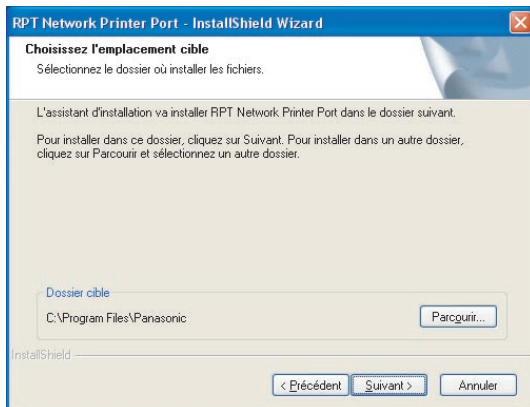 RPT Network Printer Port - InstallShield Wizard
Choisissez l'emplacement cible
Sélectionnez le dossier où installer les fichiers.
L'assistant d'installation va installer RPT Network Printer Port dans le dossier suivant.
Pour installer dans ce dossier, cliquez sur Suivant. Pour installer dans un autre dossier,
cliquez sur Parcourir et sélectionnez un autre dossier.
Dossier cible
C:\Program Files\Panasonic
Parcourir...
InstallShield
< Précédent
Suivant >
Annuler